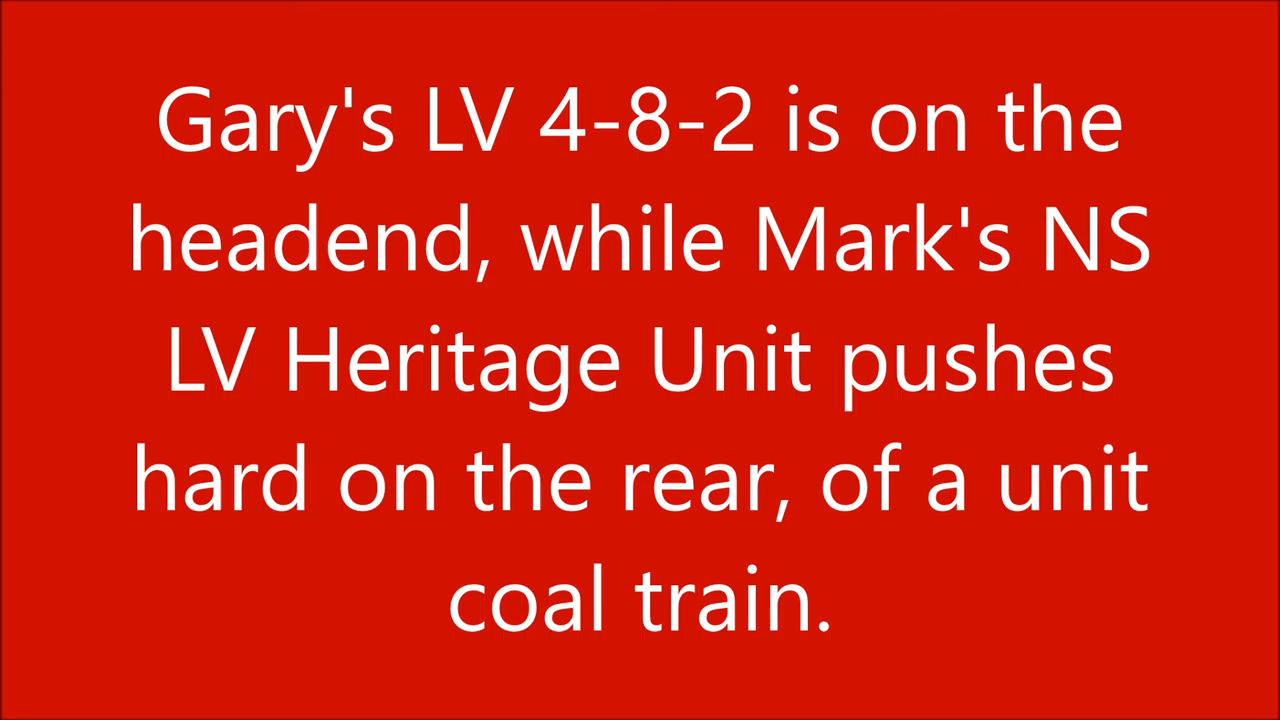 Gary's LV 4-8-2 is on the
headend, while Mark's NS
LV Heritage Unit pushes
hard on the rear, of a unit
coal train.